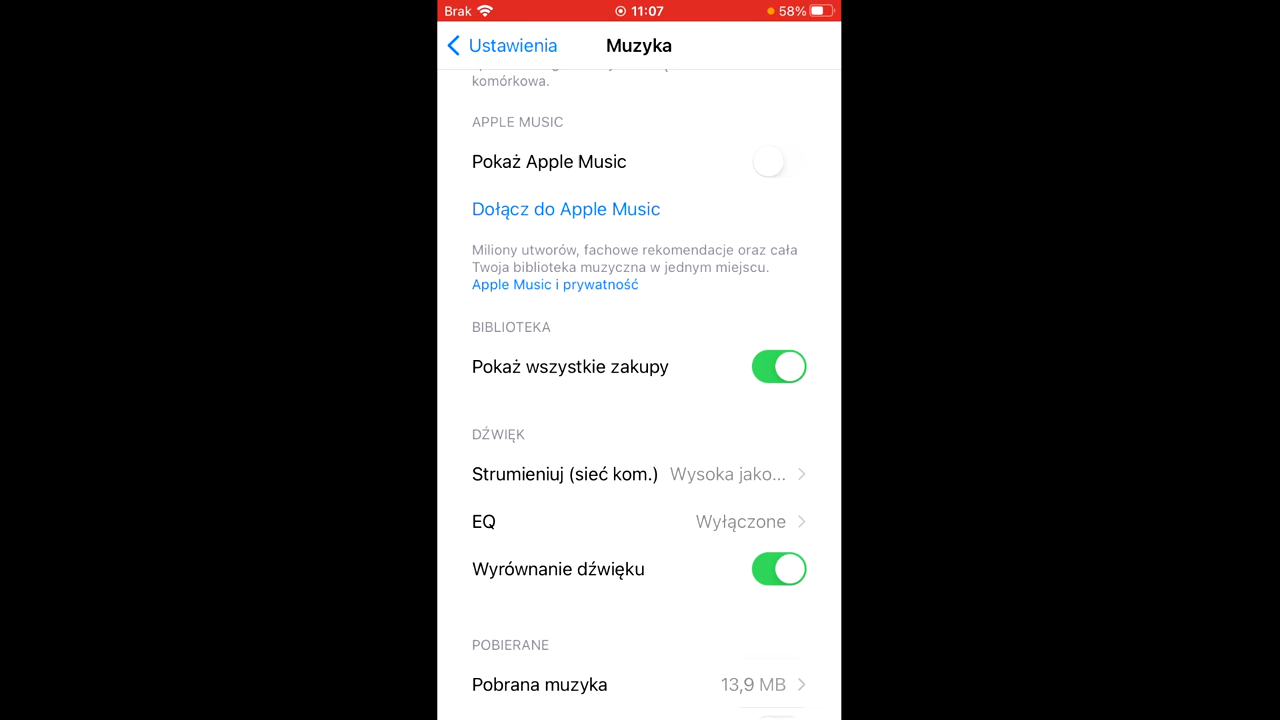 Brak 11:07 58%
Ustawienia Muzyka
komórkowa.
APPLE MUSIC
Pokaż Apple Music
Dołącz do Apple Music
Miliony utworów, fachowe rekomendacje oraz cała
Twoja biblioteka muzyczna w jednym miejscu.
Apple Music i prywatność
BIBLIOTEKA
Pokaż wszystkie zakupy
DŹWIĘK
Strumieniuj (sieć kom.) Wysoka jako...
EQ Wyłączone
Wyrównanie dźwięku
POBIERANE
Pobrana muzyka 13,9 MB